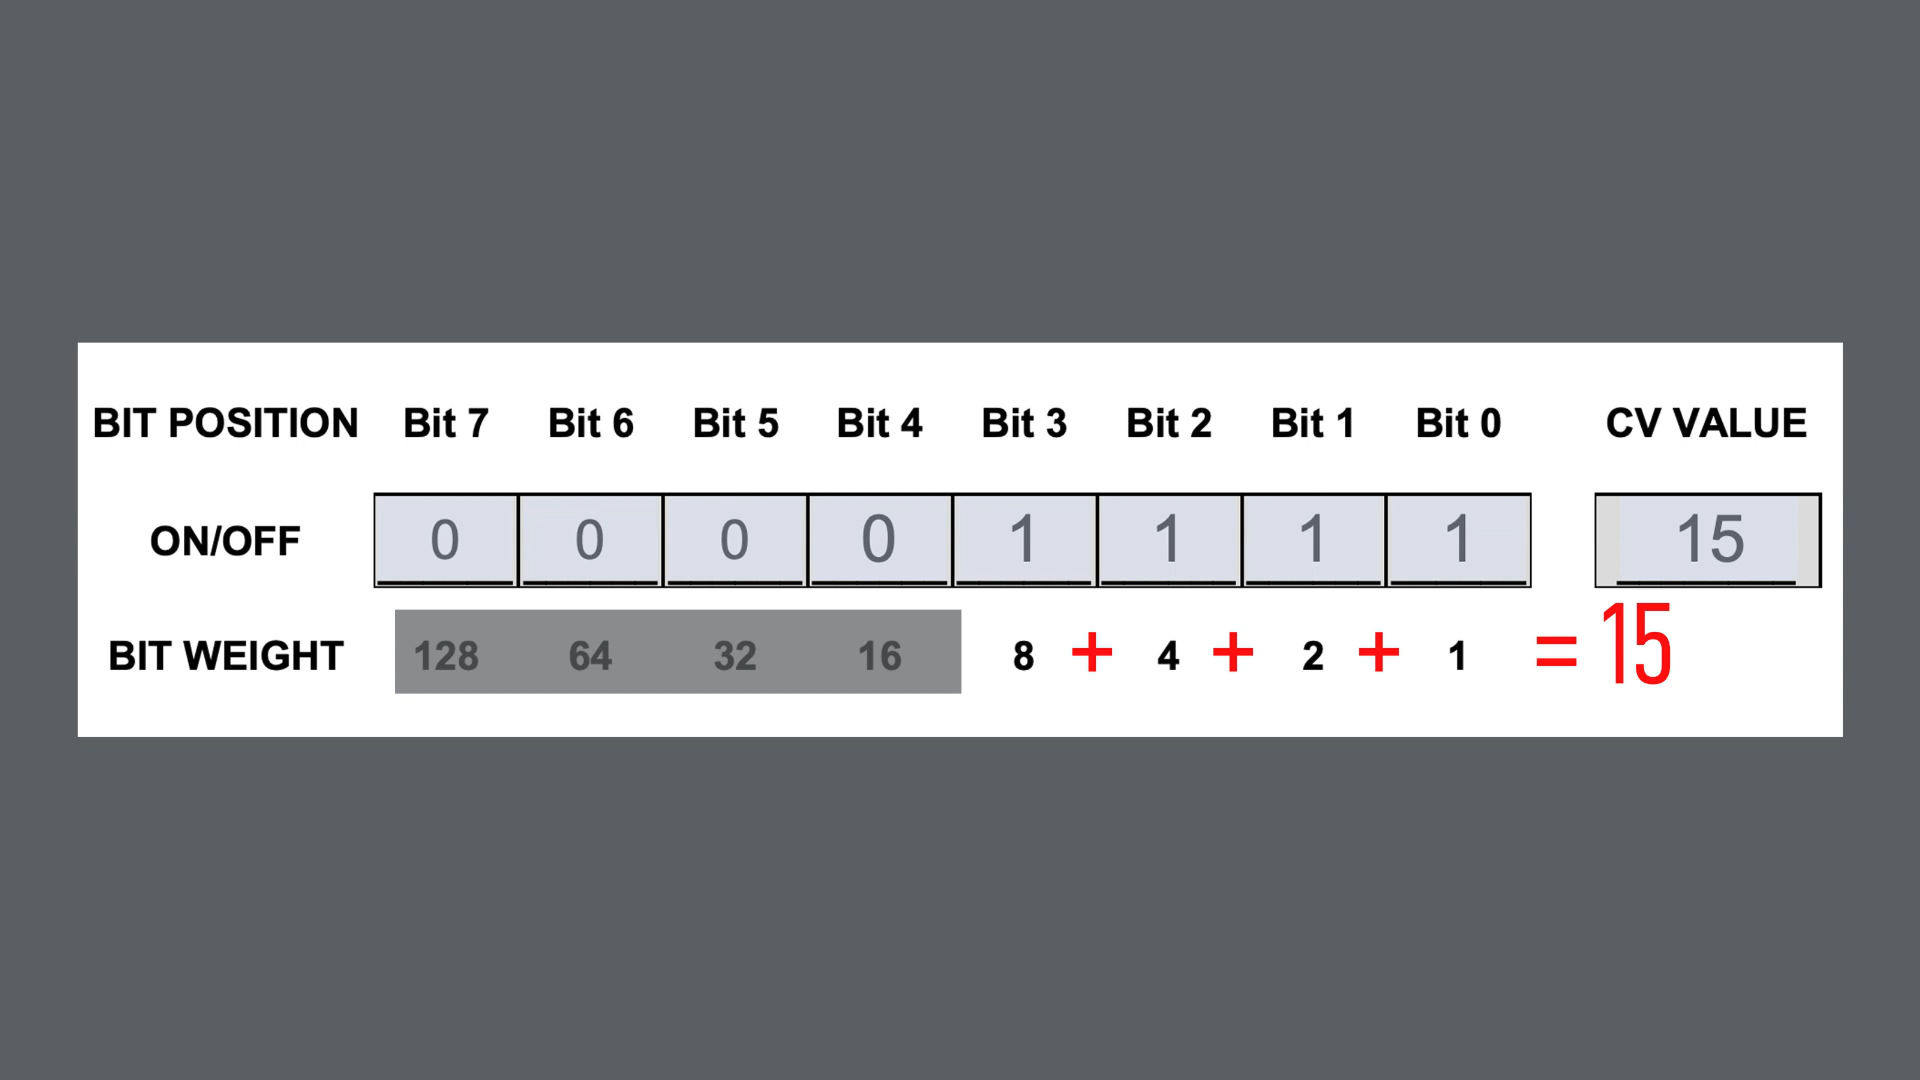 BIT POSITION Bit 7 Bit 6 Bit 5 Bit 4 Bit 3 Bit 2 Bit 1 Bit 0 CV VALUE
ON/OFF 0 0 0 0 1 1 1 1 15
BIT WEIGHT 128 64 32 16 8 + 4 + 2 + 1 = 15